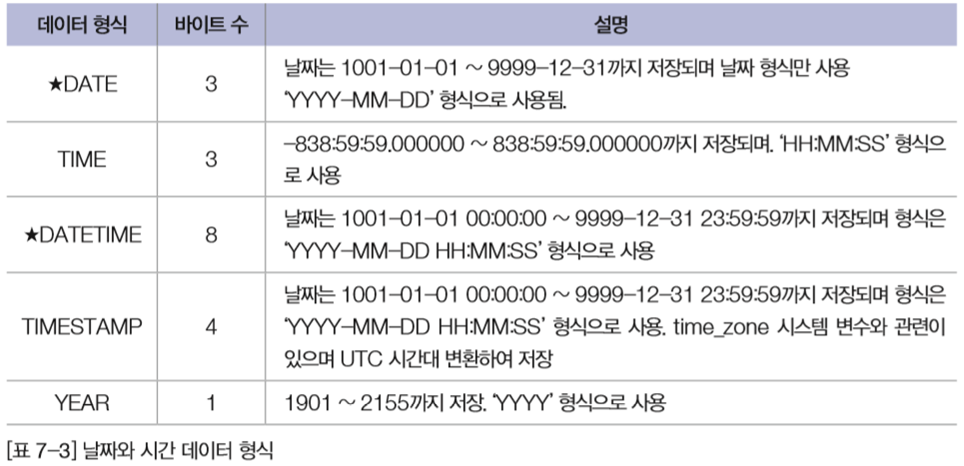 데이터 형식 바이트 수 설명
★DATE 3 날짜는 1001-01-01 ~ 9999-12-31까지 저장되며 날짜 형식만 사용
‘YYYY-MM-DD’ 형식으로 사용됨.
TIME 3 -838:59:59.000000 ~ 838:59:59.000000까지 저장되며. ‘HH:MM:SS’ 형식으
로 사용
★DATETIME 8 날짜는 1001-01-01 00:00:00 ~ 9999-12-31 23:59:59까지 저장되며 형식은
‘YYYY-MM-DD HH:MM:SS’ 형식으로 사용
TIMESTAMP 4 날짜는 1001-01-01 00:00:00 ~ 9999-12-31 23:59:59까지 저장되며 형식은
‘YYYY-MM-DD HH:MM:SS’ 형식으로 사용. time_zone 시스템 변수와 관련이
있으며 UTC 시간대 변환하여 저장
YEAR 1 1901 ~ 2155까지 저장. ‘YYYY’ 형식으로 사용
[표 7-3] 날짜와 시간 데이터 형식